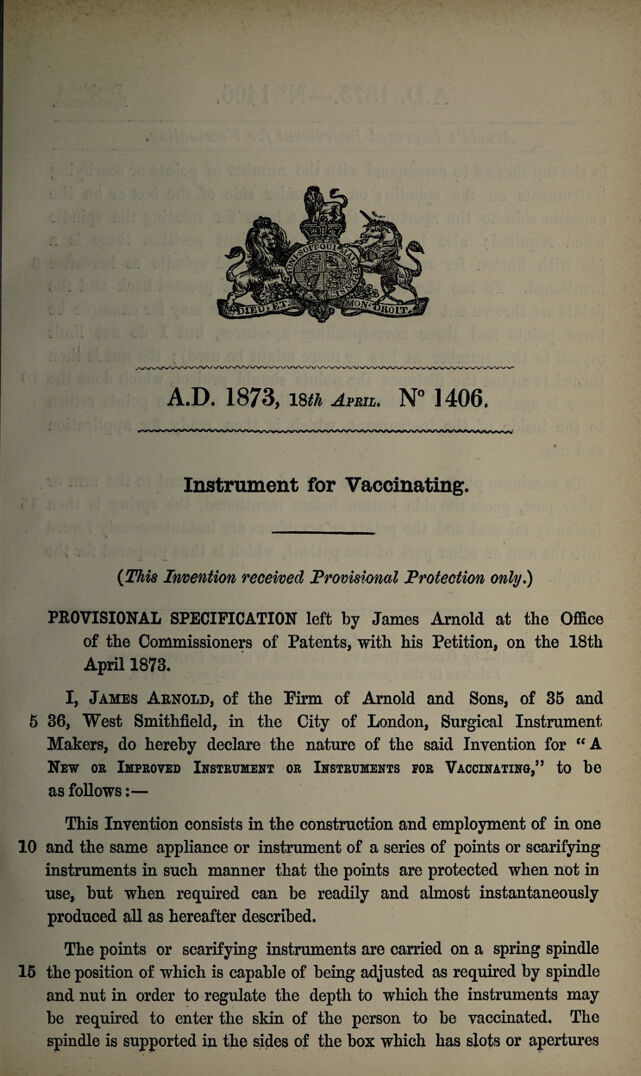 HONI SOIT QUI MAL Y PENSE
DIEU ET MON DROIT
A.D. 1873, 18th APRIL. N° 1406.
Instrument for Vaccinating.
(This Invention received Provisional Protection only.)
PROVISIONAL SPECIFICATION left by James Arnold at the Office
of the Commissioners of Patents, with his Petition, on the 18th
April 1873.
I, JAMES ARNOLD, of the Firm of Arnold and Sons, of 35 and
5 36, West Smithfield, in the City of London, Surgical Instrument
Makers, do hereby declare the nature of the said Invention for “ A
NEW OR IMPROVED INSTRUMENT OR INSTRUMENTS FOR VACCINATING,” to be
as follows :—
This Invention consists in the construction and employment of in one
10 and the same appliance or instrument of a series of points or scarifying
instruments in such manner that the points are protected when not in
use, but when required can be readily and almost instantaneously
produced all as hereafter described.
The points or scarifying instruments are carried on a spring spindle
15 the position of which is capable of being adjusted as required by spindle
and nut in order to regulate the depth to which the instruments may
be required to enter the skin of the person to be vaccinated. The
spindle is supported in the sides of the box which has slots or apertures